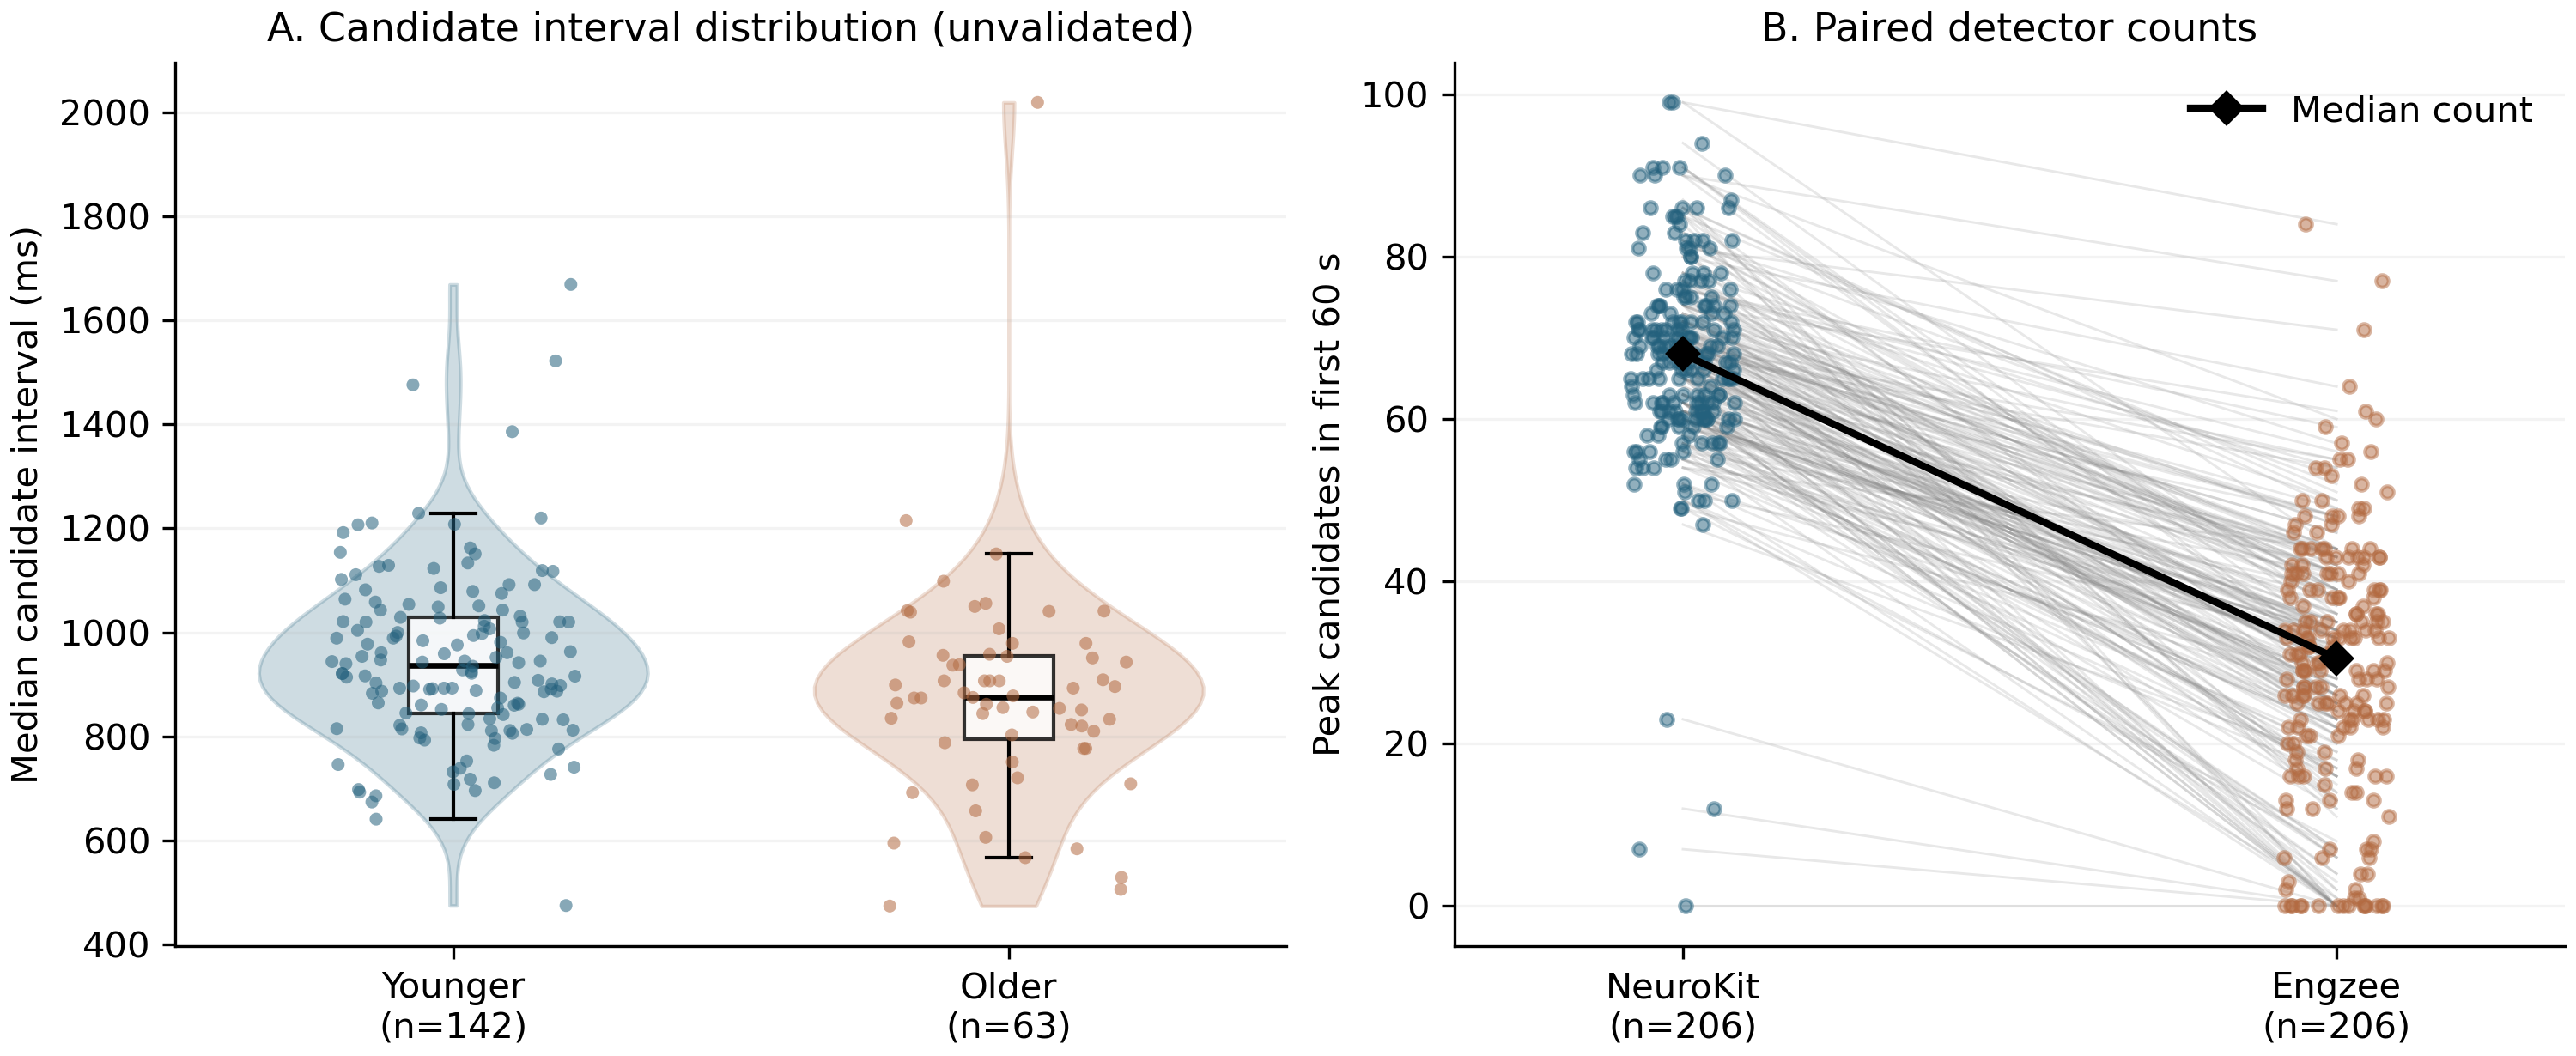 A. Candidate interval distribution (unvalidated)
Median candidate interval (ms)
2000
1800
1600
1400
1200
1000
800
600
400
Younger
(n=142)
Older
(n=63)
B. Paired detector counts
Peak candidates in first 60 s
100
80
60
40
20
0
Median count
NeuroKit
(n=206)
Engzee
(n=206)